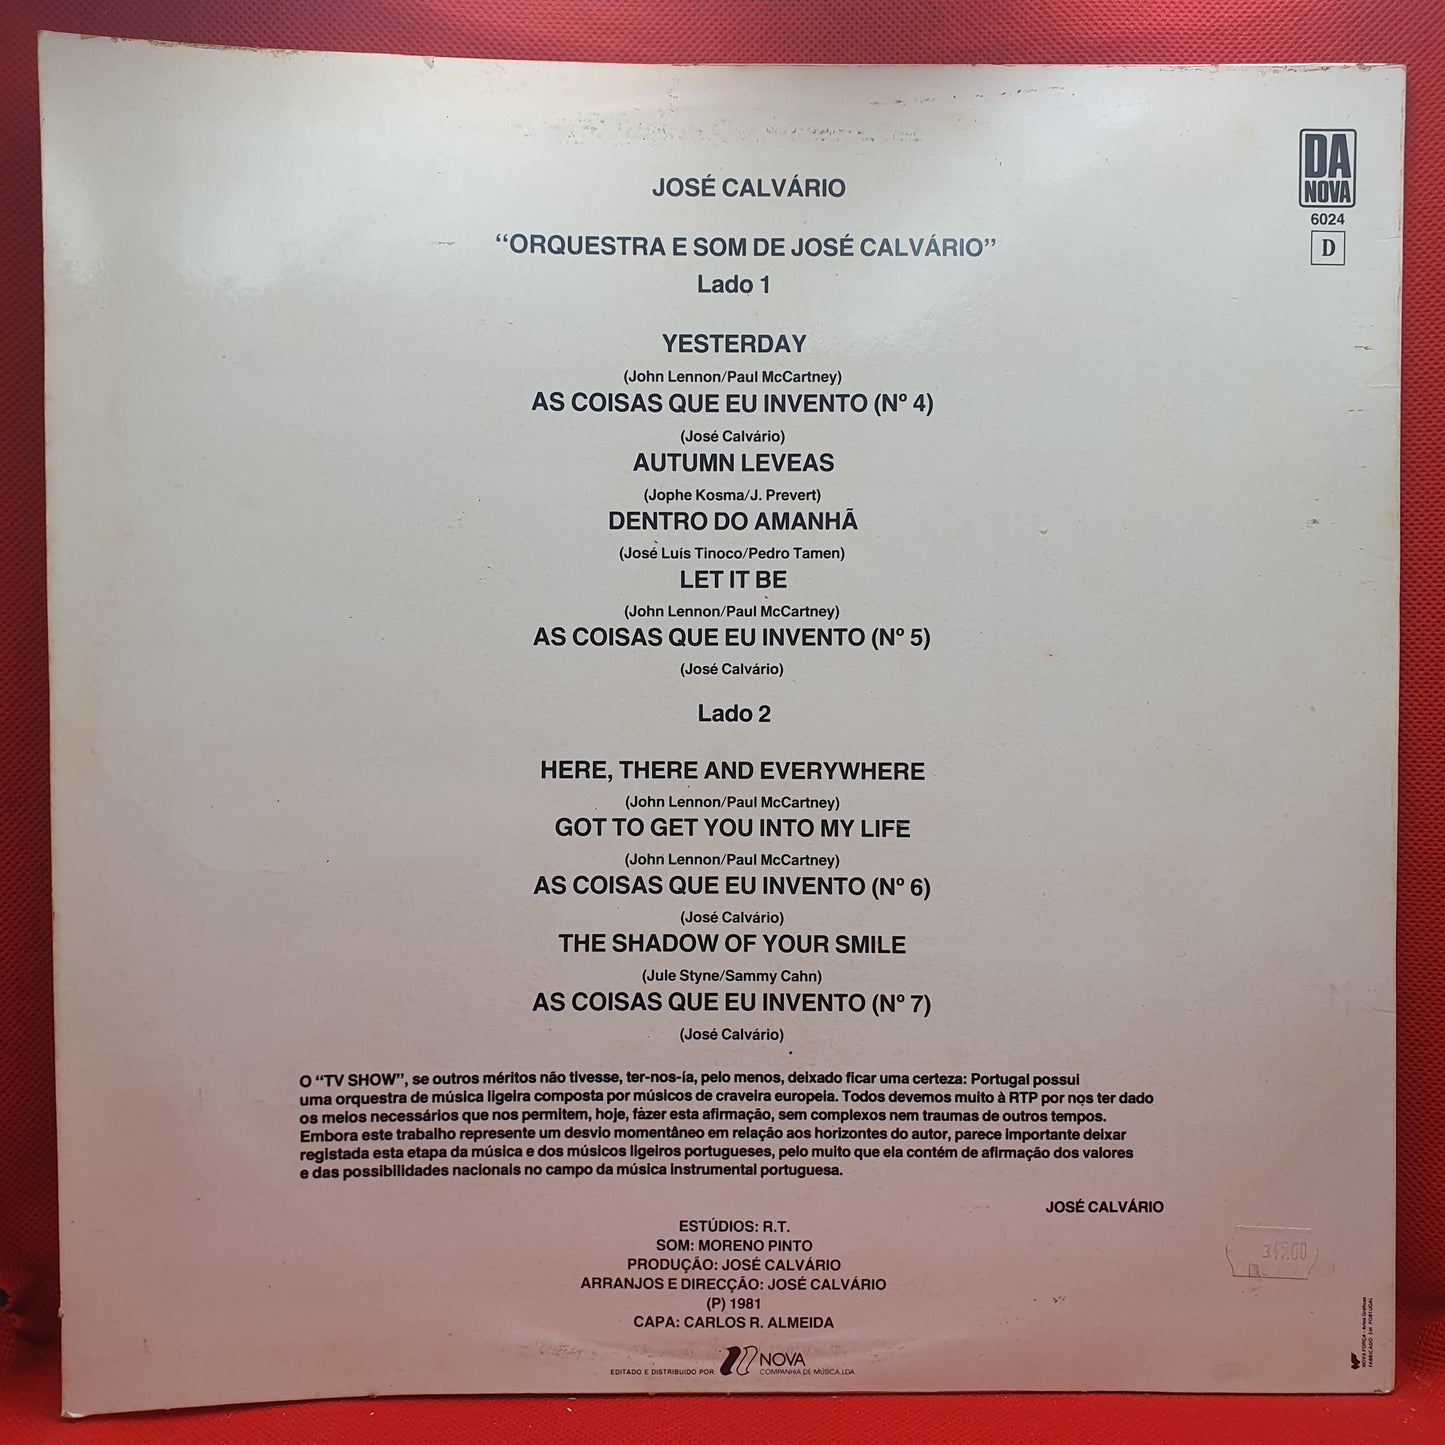 DA
NOVA
6024
D
JOSÉ CALVÁRIO
“ORQUESTRA E SOM DE JOSÉ CALVÁRIO”
Lado 1
YESTERDAY
(John Lennon/Paul McCartney)
AS COISAS QUE EU INVENTO (Nº 4)
(José Calvário)
AUTUMN LEVEAS
(Jophe Kosma/J. Prevert)
DENTRO DO AMANHÃ
(José Luís Tinoco/Pedro Tamen)
LET IT BE
(John Lennon/Paul McCartney)
AS COISAS QUE EU INVENTO (Nº 5)
(José Calvário)
Lado 2
HERE, THERE AND EVERYWHERE
(John Lennon/Paul McCartney)
GOT TO GET YOU INTO MY LIFE
(John Lennon/Paul McCartney)
AS COISAS QUE EU INVENTO (Nº 6)
(José Calvário)
THE SHADOW OF YOUR SMILE
(Jule Styne/Sammy Cahn)
AS COISAS QUE EU INVENTO (Nº 7)
(José Calvário)
O “TV SHOW”, se outros méritos não tivesse, ter-nos-ía, pelo menos, deixado ficar uma certeza: Portugal possui
uma orquestra de música ligeira composta por músicos de craveira europeia. Todos devemos muito à RTP por nos ter dado
os meios necessários que nos permitem, hoje, fazer esta afirmação, sem complexos nem traumas de outros tempos.
Embora este trabalho represente um desvio momentâneo em relação aos horizontes do autor, parece importante deixar
registada esta etapa da música e dos músicos ligeiros portugueses, pelo muito que ela contém de afirmação dos valores
e das possibilidades nacionais no campo da música instrumental portuguesa.
JOSÉ CALVÁRIO
ESTÚDIOS: R.T.
SOM: MORENO PINTO
PRODUÇÃO: JOSÉ CALVÁRIO
ARRANJOS E DIRECÇÃO: JOSÉ CALVÁRIO
(P) 1981
CAPA: CARLOS R. ALMEIDA
EDITADO E DISTRIBUIDO POR: NOVA
COMPANHIA DE MÚSICA, LDA
349.00
NOVA FORÇA - Artes Gráficas
FABRICADO EM PORTUGAL